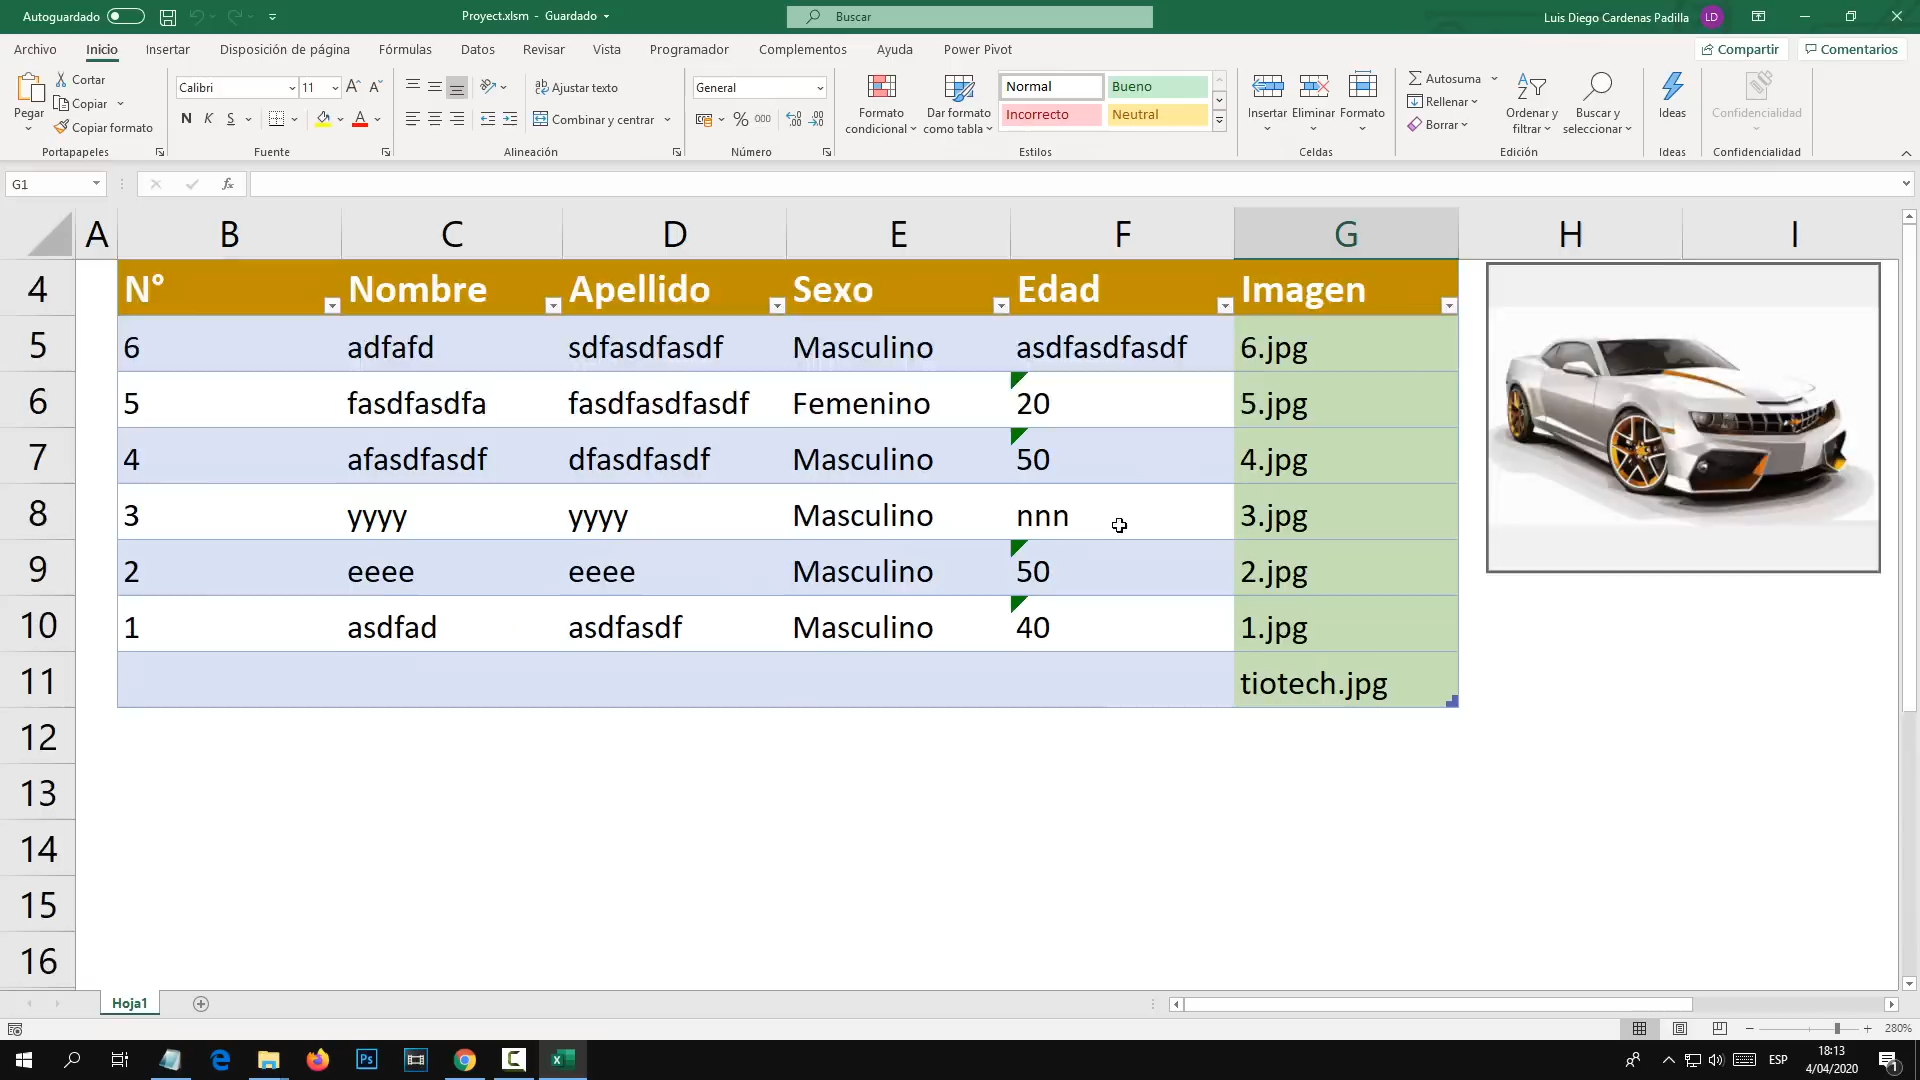 Autoguardado Proyect.xlsm - Guardado Buscar Luis Diego Cardenas Padilla LD
Archivo Inicio Insertar Disposición de página Fórmulas Datos Revisar Vista Programador Complementos Ayuda Power Pivot Compartir Comentarios
Pegar Cortar Copiar Copiar formato Portapapeles
Calibri 11 A A N K S A Fuente
Ajustar texto Combinar y centrar Alineación
General % 000 Número
Formato condicional Dar formato como tabla Normal Bueno Incorrecto Neutral Estilos
Insertar Eliminar Formato Celdas
Autosuma Rellenar Borrar Ordenar y filtrar Buscar y seleccionar Edición
Ideas Ideas
Confidencialidad Confidencialidad
G1 fx
A B C D E F G H I
4 N° Nombre Apellido Sexo Edad Imagen
5 6 adfafd sdfasdfasdf Masculino asdfasdfasdf 6.jpg
6 5 fasdfasdfa fasdfasdfasdf Femenino 20 5.jpg
7 4 afasdfasdf dfasdfasdf Masculino 50 4.jpg
8 3 yyyy yyyy Masculino nnn 3.jpg
9 2 eeee eeee Masculino 50 2.jpg
10 1 asdfad asdfasdf Masculino 40 1.jpg
11 tiotech.jpg
12
13
14
15
16
Hoja1
280%
Ps C ESP 18:13
4/04/2020 1